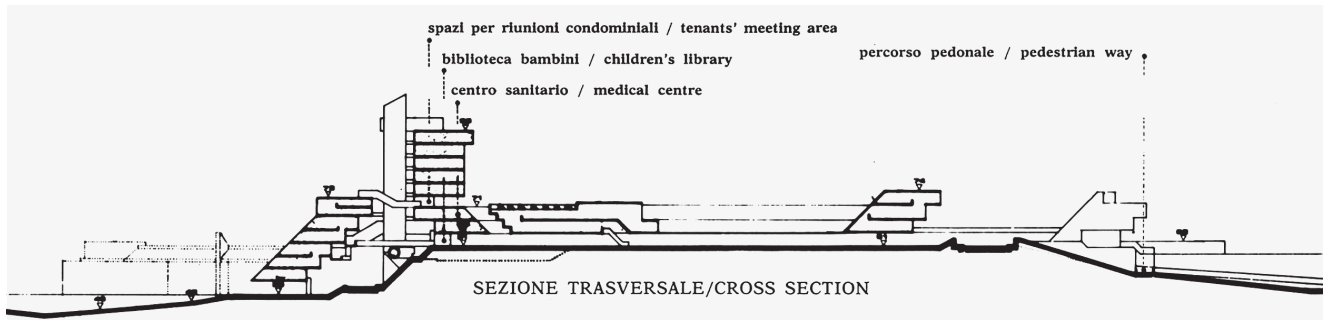 spazi per riunioni condominiali / tenants' meeting area
percorso pedonale / pedestrian way
biblioteca bambini / children's library
centro sanitario / medical centre
SEZIONE TRASVERSALE/CROSS SECTION